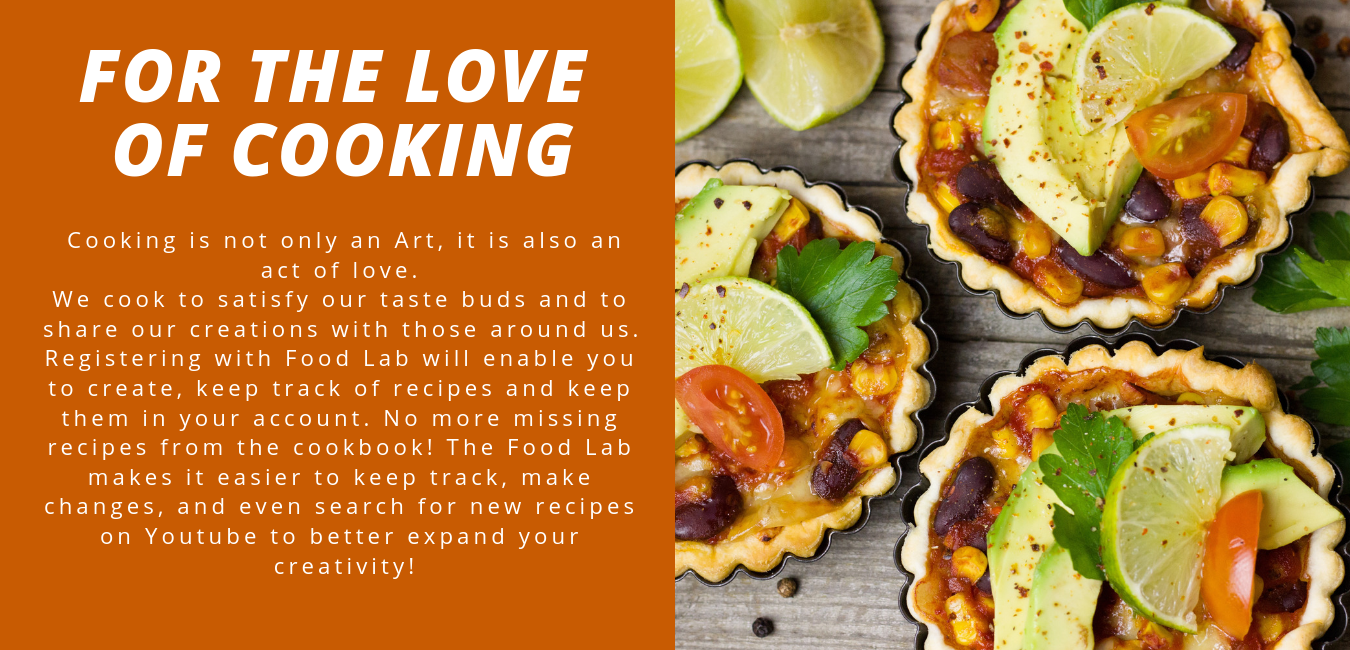 FOR THE LOVE
OF COOKING
Cooking is not only an Art, it is also an
act of love.
We cook to satisfy our taste buds and to
share our creations with those around us.
Registering with Food Lab will enable you
to create, keep track of recipes and keep
them in your account. No more missing
recipes from the cookbook! The Food Lab
makes it easier to keep track, make
changes, and even search for new recipes
on Youtube to better expand your
creativity!